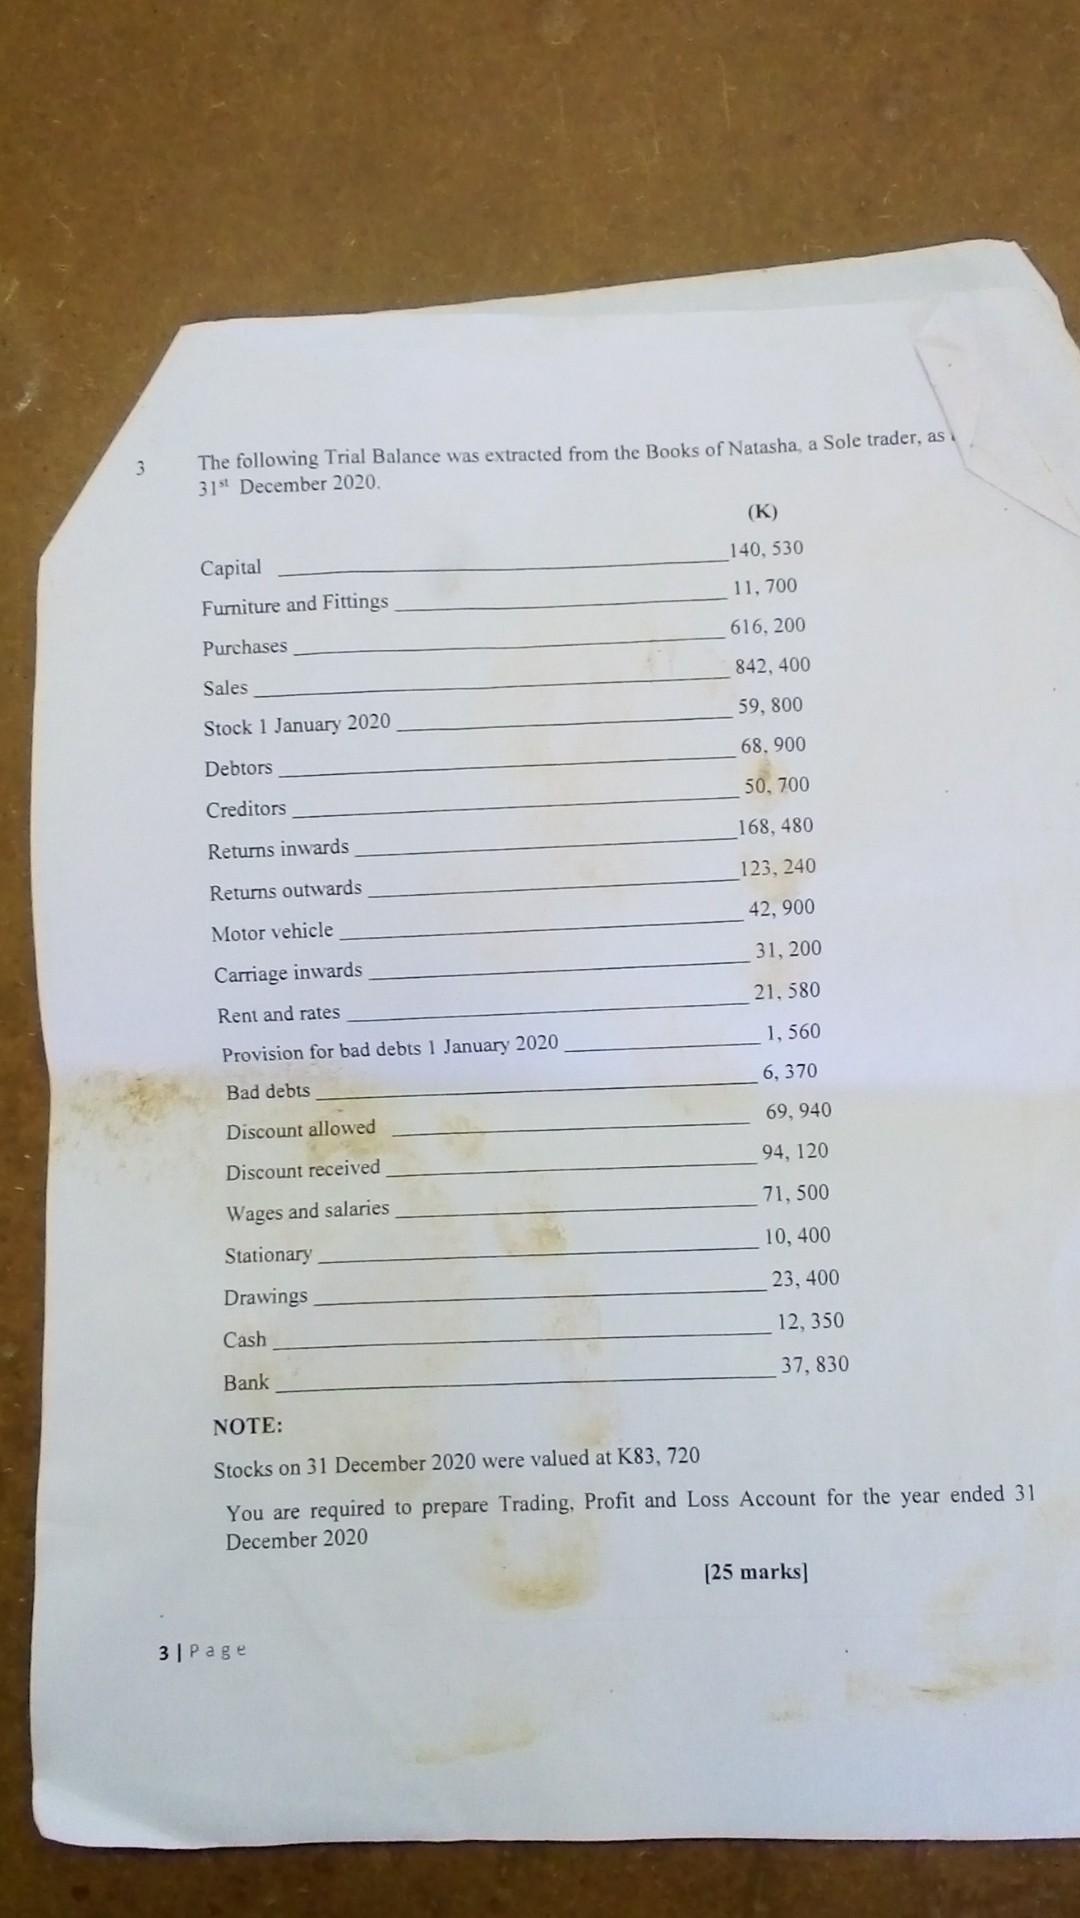 3 The following Trial Balance was extracted from the Books of Natasha, a Sole trader, as
31st December 2020.
(K)
Capital 140, 530
Furniture and Fittings 11, 700
Purchases 616, 200
Sales 842, 400
Stock 1 January 2020 59, 800
Debtors 68, 900
Creditors 50, 700
Returns inwards 168, 480
Returns outwards 123, 240
Motor vehicle 42, 900
Carriage inwards 31, 200
Rent and rates 21, 580
Provision for bad debts 1 January 2020 1, 560
Bad debts 6, 370
Discount allowed 69, 940
Discount received 94, 120
Wages and salaries 71, 500
Stationary 10, 400
Drawings 23, 400
Cash 12, 350
Bank 37, 830
NOTE:
Stocks on 31 December 2020 were valued at K83, 720
You are required to prepare Trading, Profit and Loss Account for the year ended 31
December 2020
[25 marks]
3 | Page